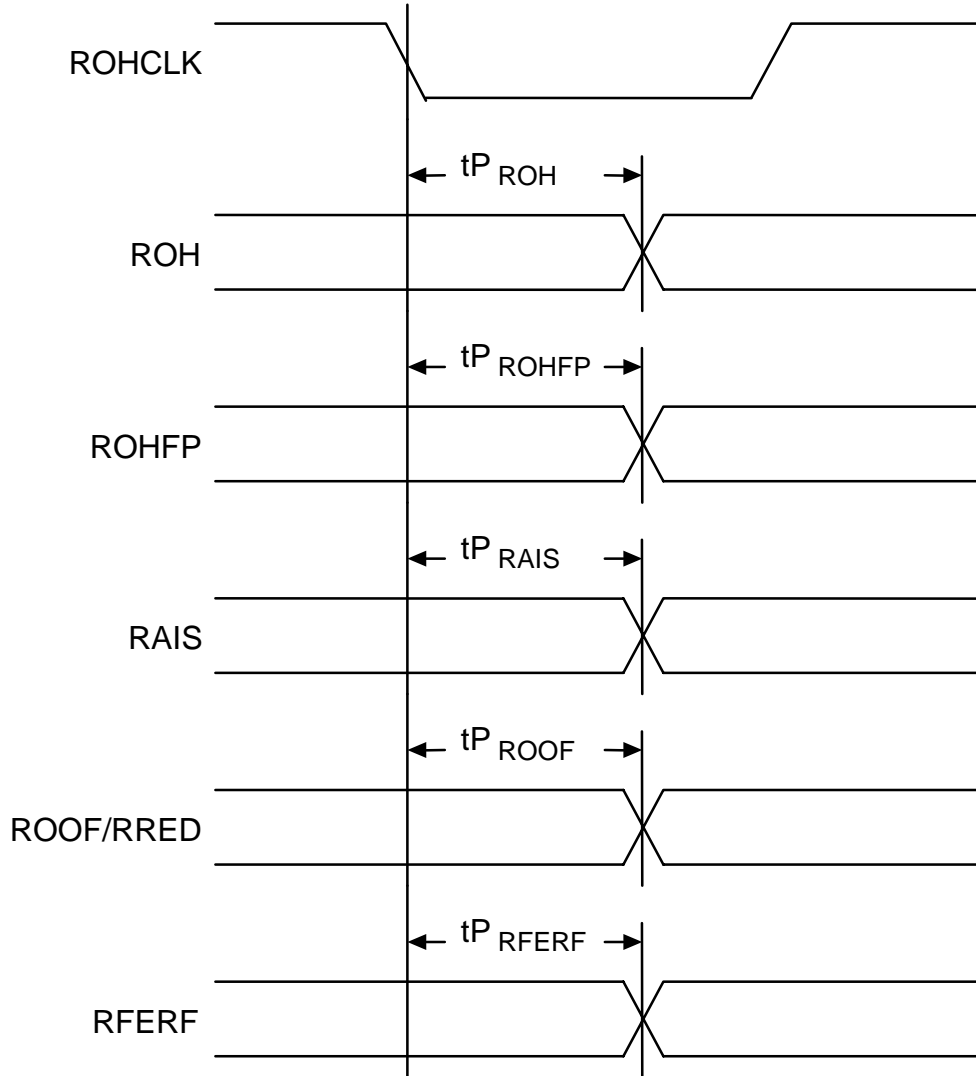 ROHCLK
tP ROH
ROH
tP ROHFP
ROHFP
tP RAIS
RAIS
tP ROOF
ROOF/RRED
tP RFERF
RFERF